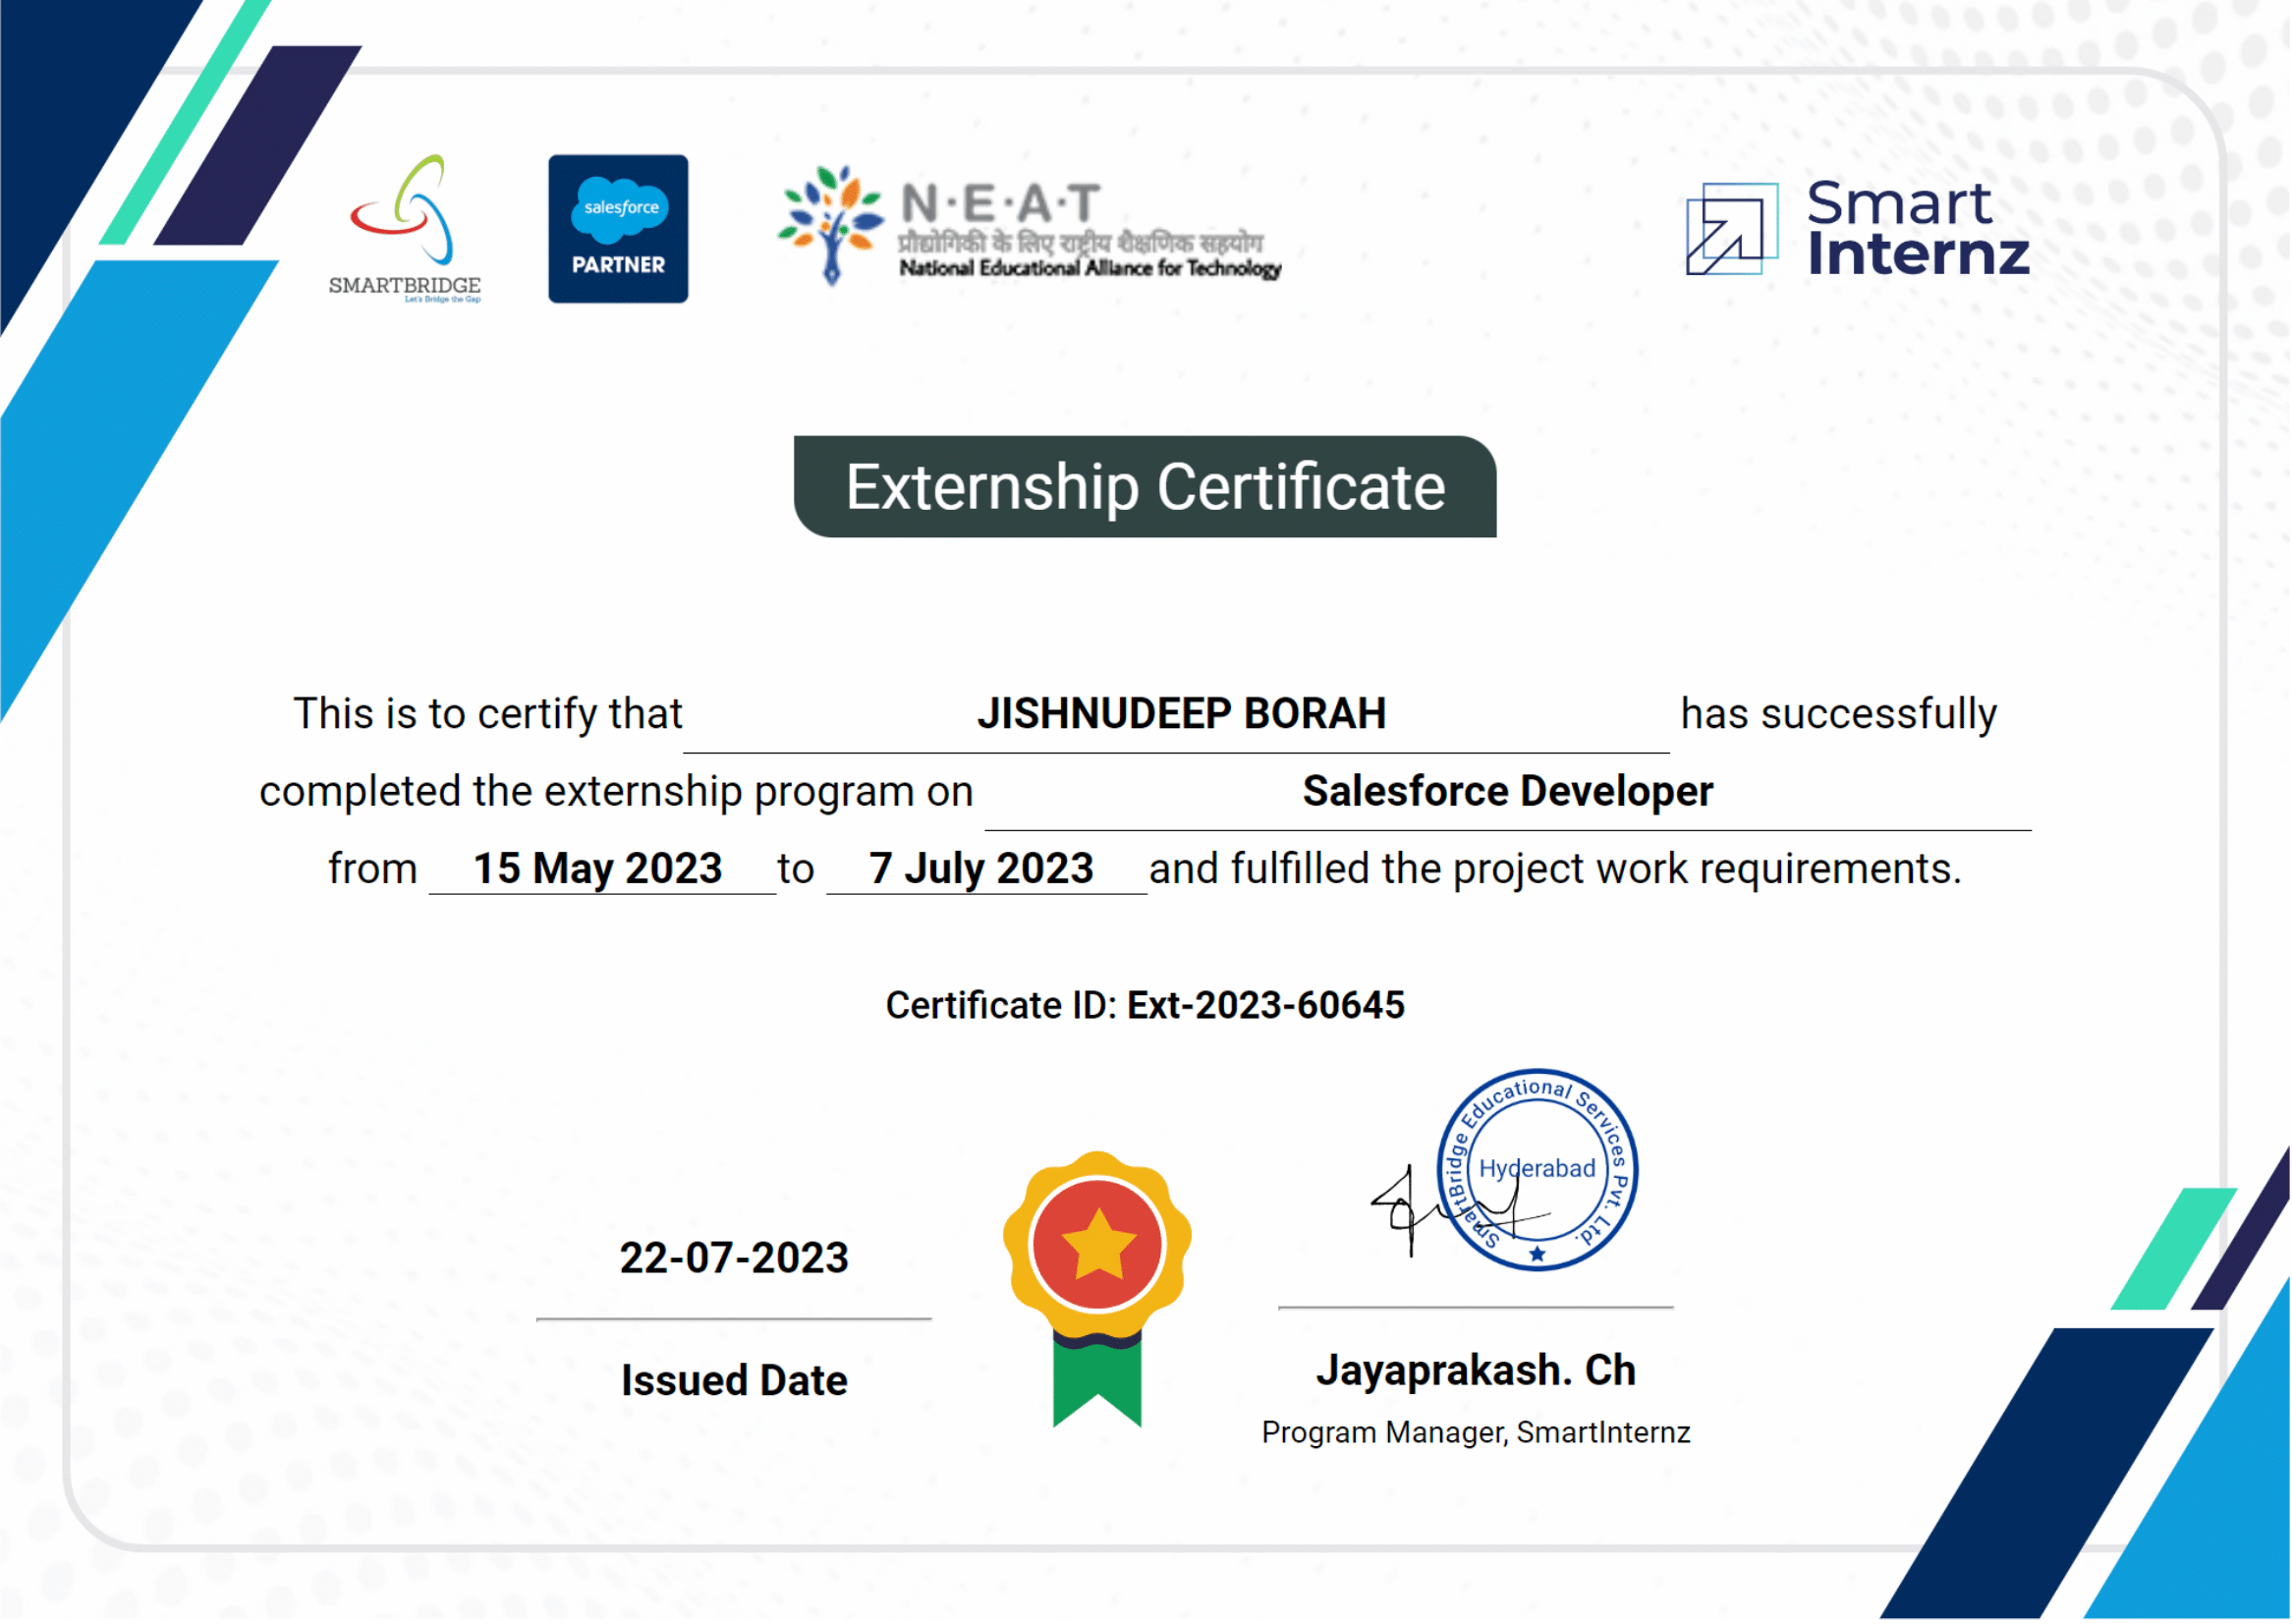 SMARTBRIDGE
Let's Bridge the Gap
salesforce
PARTNER
N·E·A·T
प्रौद्योगिकी के लिए राष्ट्रीय शैक्षणिक सहयोग
National Educational Alliance for Technology
Smart
Internz
Externship Certificate
This is to certify that JISHNUDEEP BORAH has successfully
completed the externship program on Salesforce Developer
from 15 May 2023 to 7 July 2023 and fulfilled the project work requirements.
Certificate ID: Ext-2023-60645
SmartBridge Educational Services Pvt. Ltd.
Hyderabad
22-07-2023
Issued Date
Jayaprakash. Ch
Program Manager, SmartInternz